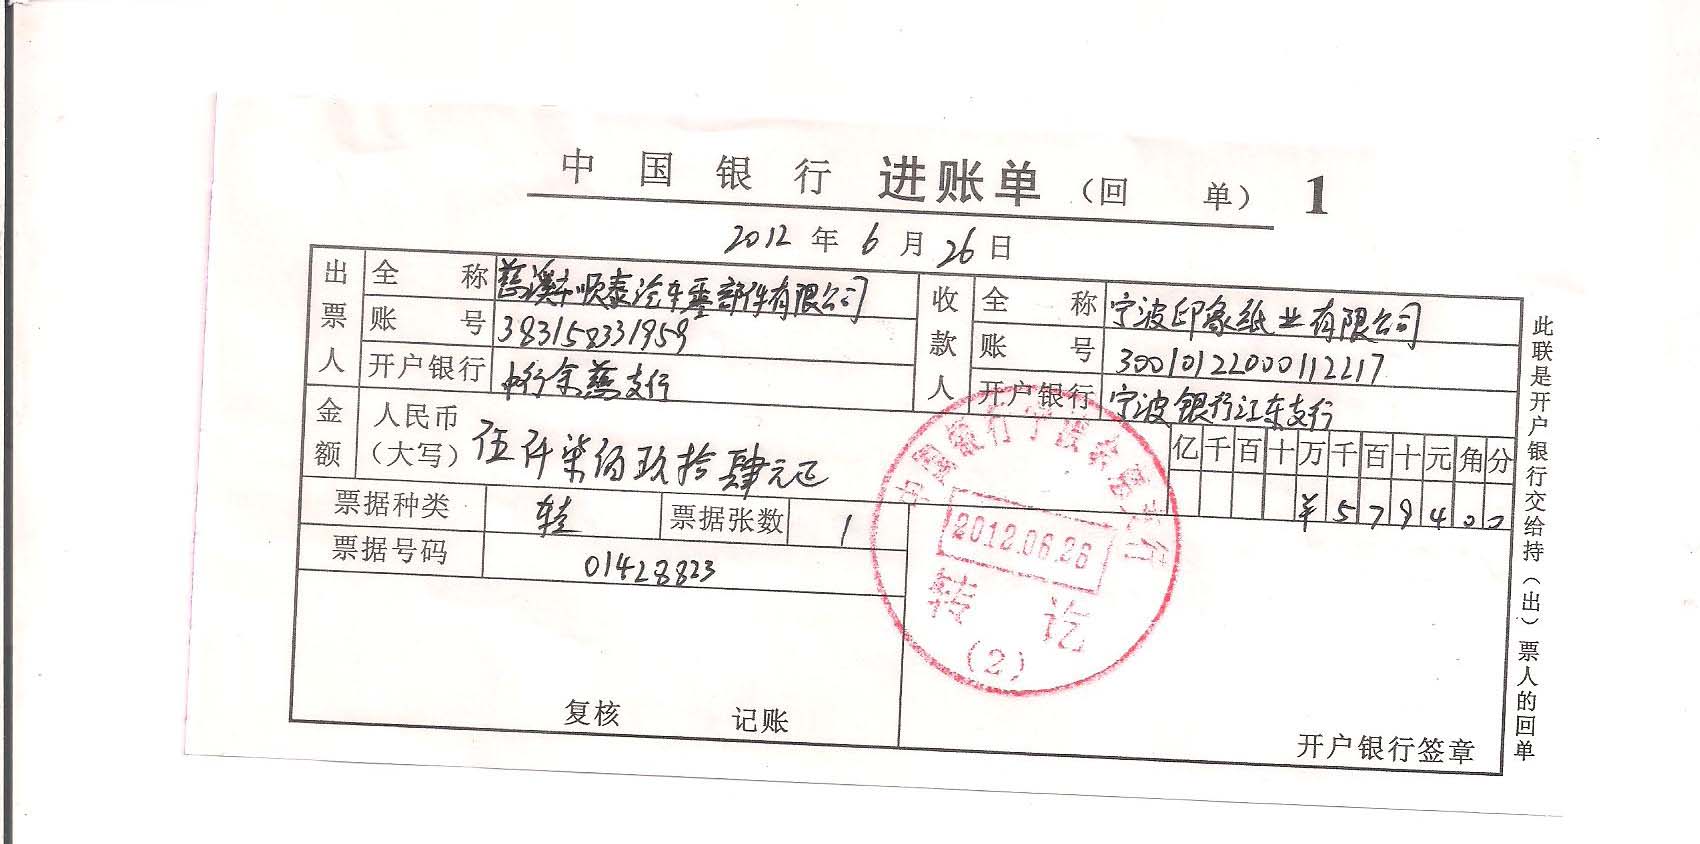 中国银行 进账单（回 单） 1
2012 年 6 月 26 日
出票人 全称 慈溪市顺泰汽车零部件有限公司 收款人 全称 宁波印象纸业有限公司
账号 383158331959 账号 30010122000112217
开户银行 中行余慈支行 开户银行 宁波银行江东支行
金额 人民币（大写） 伍仟柒佰玖拾肆元正 亿千百十万千百十元角分
¥579400
票据种类 转支 票据张数 1
票据号码 01428823
中国银行宁波余慈支行
2012.06.26
转讫
(2)
复核 记账
开户银行签章
此联是开户银行交给持（出）票人的回单